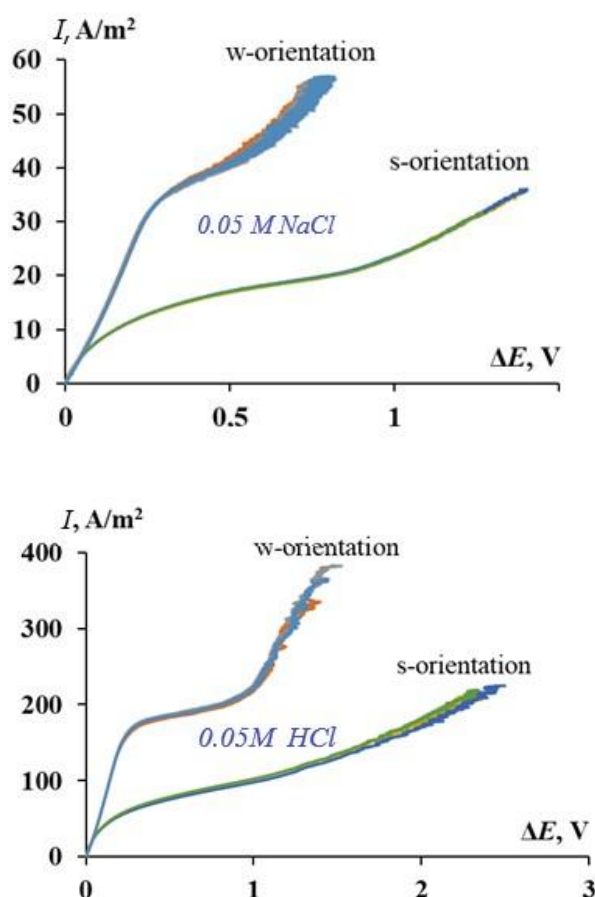 I, A/m²
60
w-orientation
50
40
s-orientation
30
0.05 M NaCl
20
10
ΔE, V
0
0 0.5 1
I, A/m²
400
w-orientation
300
s-orientation
200
0.05M HCl
100
ΔE, V
0
0 1 2 3